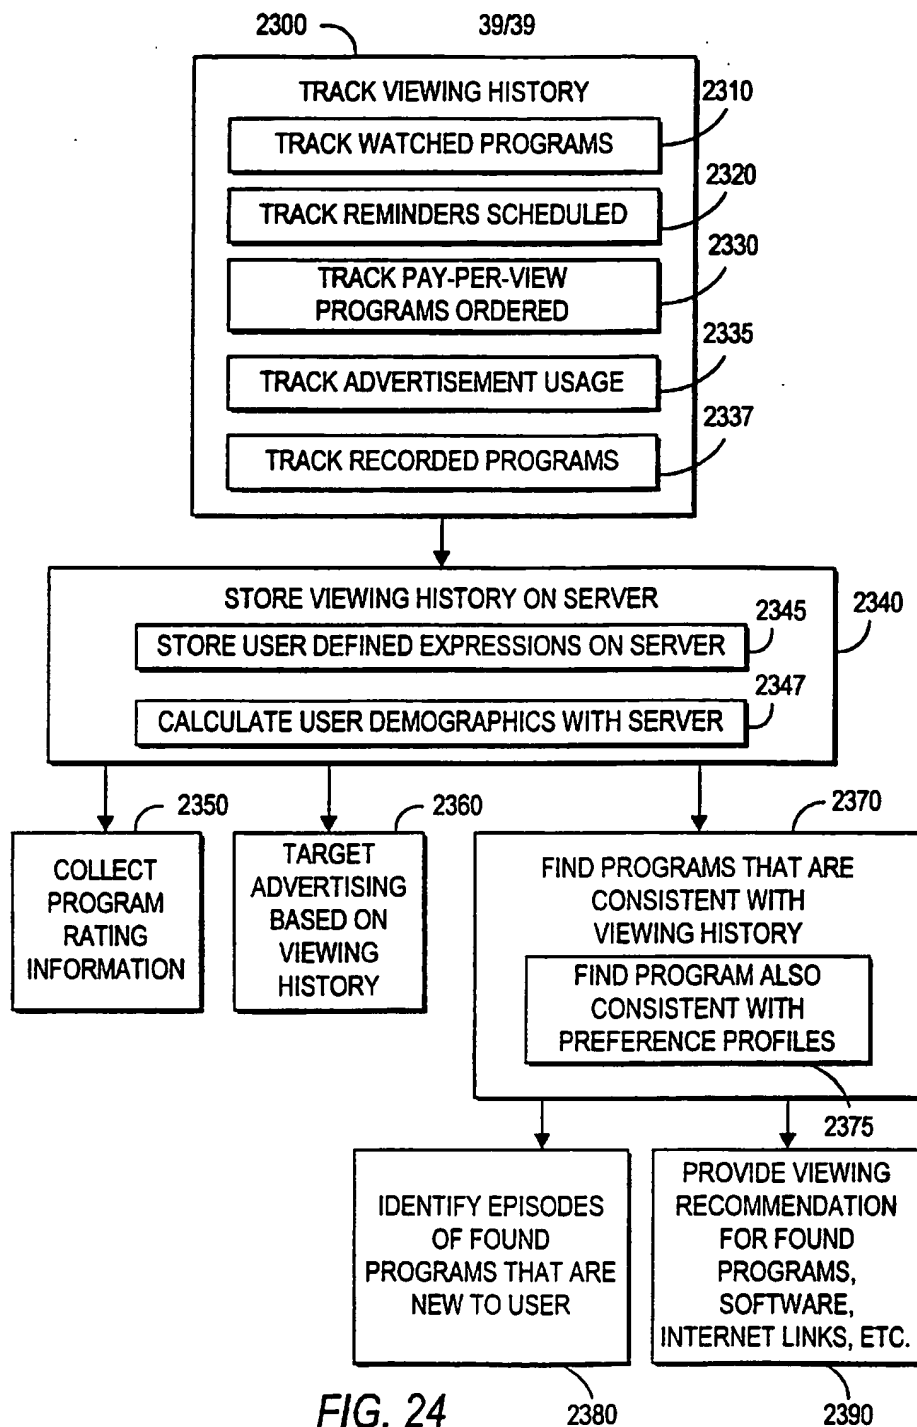 2300
39/39
TRACK VIEWING HISTORY
2310
TRACK WATCHED PROGRAMS
2320
TRACK REMINDERS SCHEDULED
2330
TRACK PAY-PER-VIEW
PROGRAMS ORDERED
2335
TRACK ADVERTISEMENT USAGE
2337
TRACK RECORDED PROGRAMS
STORE VIEWING HISTORY ON SERVER
2345
2340
STORE USER DEFINED EXPRESSIONS ON SERVER
2347
CALCULATE USER DEMOGRAPHICS WITH SERVER
2350
COLLECT
PROGRAM
RATING
INFORMATION
2360
TARGET
ADVERTISING
BASED ON
VIEWING
HISTORY
2370
FIND PROGRAMS THAT ARE
CONSISTENT WITH
VIEWING HISTORY
FIND PROGRAM ALSO
CONSISTENT WITH
PREFERENCE PROFILES
2375
IDENTIFY EPISODES
OF FOUND
PROGRAMS THAT ARE
NEW TO USER
2380
PROVIDE VIEWING
RECOMMENDATION
FOR FOUND
PROGRAMS,
SOFTWARE,
INTERNET LINKS, ETC.
2390
FIG. 24